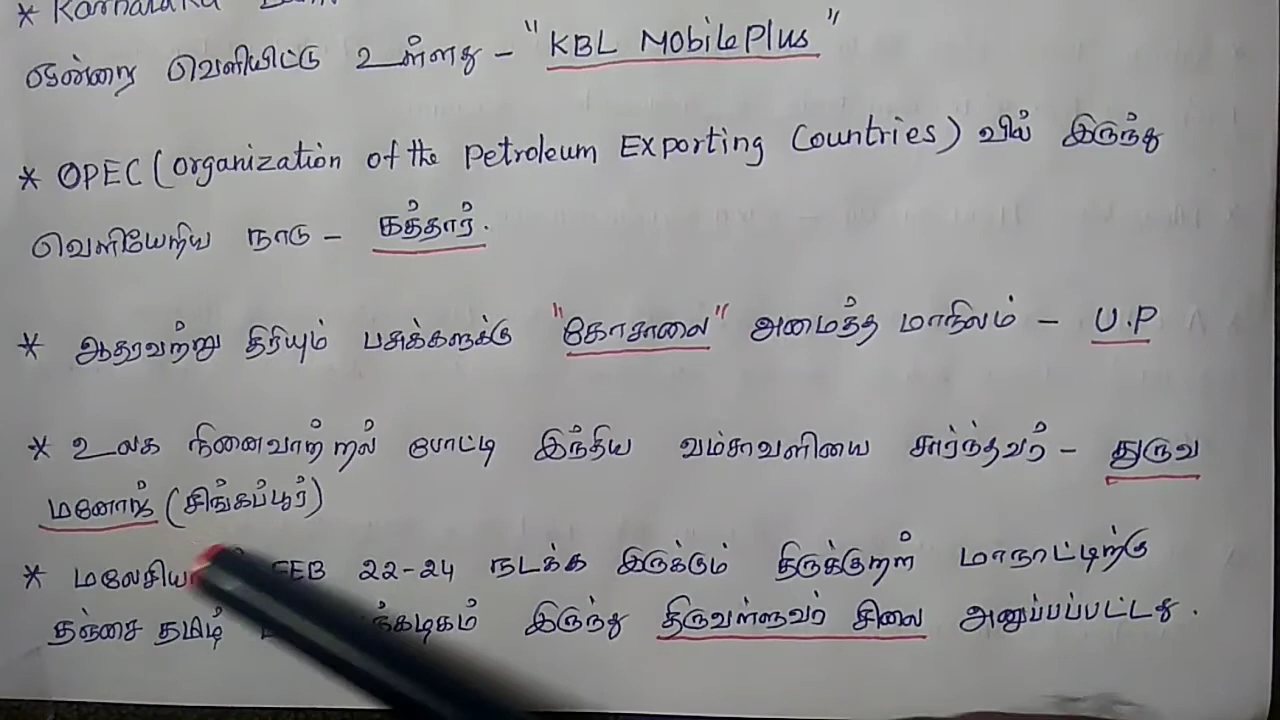 * Karnataka
ஒன்றை வெளியிட்டு உள்ளது - "KBL MobilePlus"
* OPEC (Organization of the Petroleum Exporting Countries) வில் இருந்து
வெளியேறிய நாடு - கத்தார்.
* ஆதரவற்று திரியும் பசுக்களுக்கு "கோசாலை" அமைத்த மாநிலம் - U.P
* உலக நினைவாற்றல் போட்டி இந்திய வம்சாவளியை சார்ந்தவர் - துருவ
மனோஜ் (சிங்கப்பூர்)
* FEB 22-24 நடக்க இருக்கும் திருக்குறள் மாநாட்டிற்கு
தஞ்சை தமிழ் இருந்து திருவள்ளுவர் சிலை அனுப்பப்பட்டது.